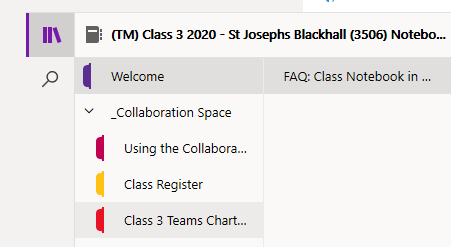 (TM) Class 3 2020 - St Josephs Blackhall (3506) Notebo...
Welcome
FAQ: Class Notebook in ...
_Collaboration Space
Using the Collabora...
Class Register
Class 3 Teams Chart...